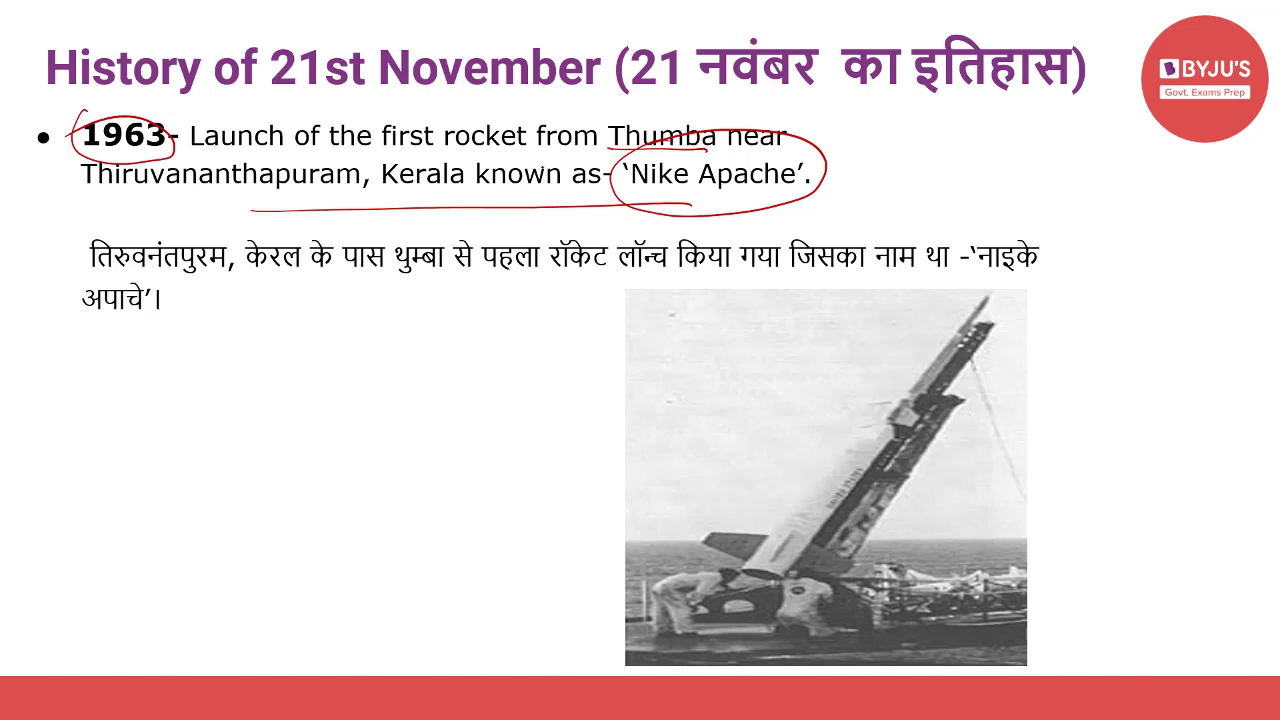 History of 21st November (21 नवंबर का इतिहास)
BYJU'S
Govt. Exams Prep
• 1963- Launch of the first rocket from Thumba near
Thiruvananthapuram, Kerala known as- ‘Nike Apache’.
तिरुवनंतपुरम, केरल के पास थुम्बा से पहला रॉकेट लॉन्च किया गया जिसका नाम था -‘नाइके
अपाचे’।